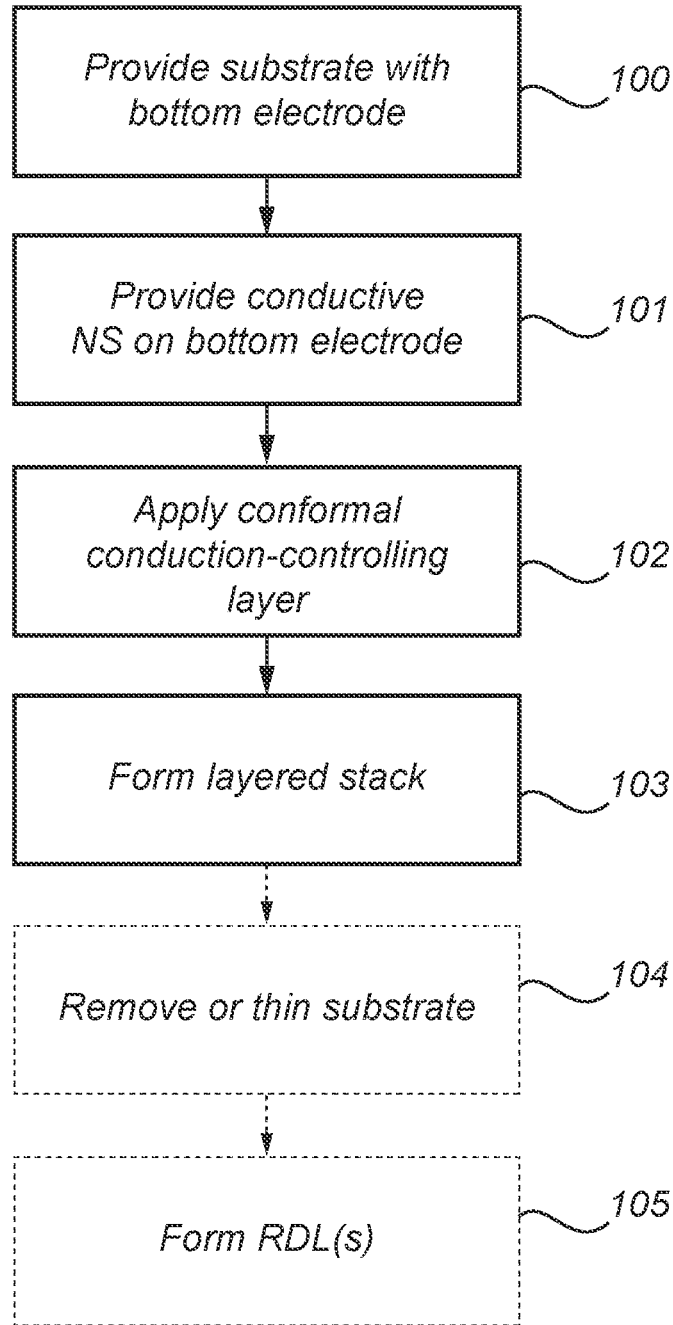 Provide substrate with
bottom electrode
100
Provide conductive
NS on bottom electrode
101
Apply conformal
conduction-controlling
layer
102
Form layered stack
103
Remove or thin substrate
104
Form RDL(s)
105